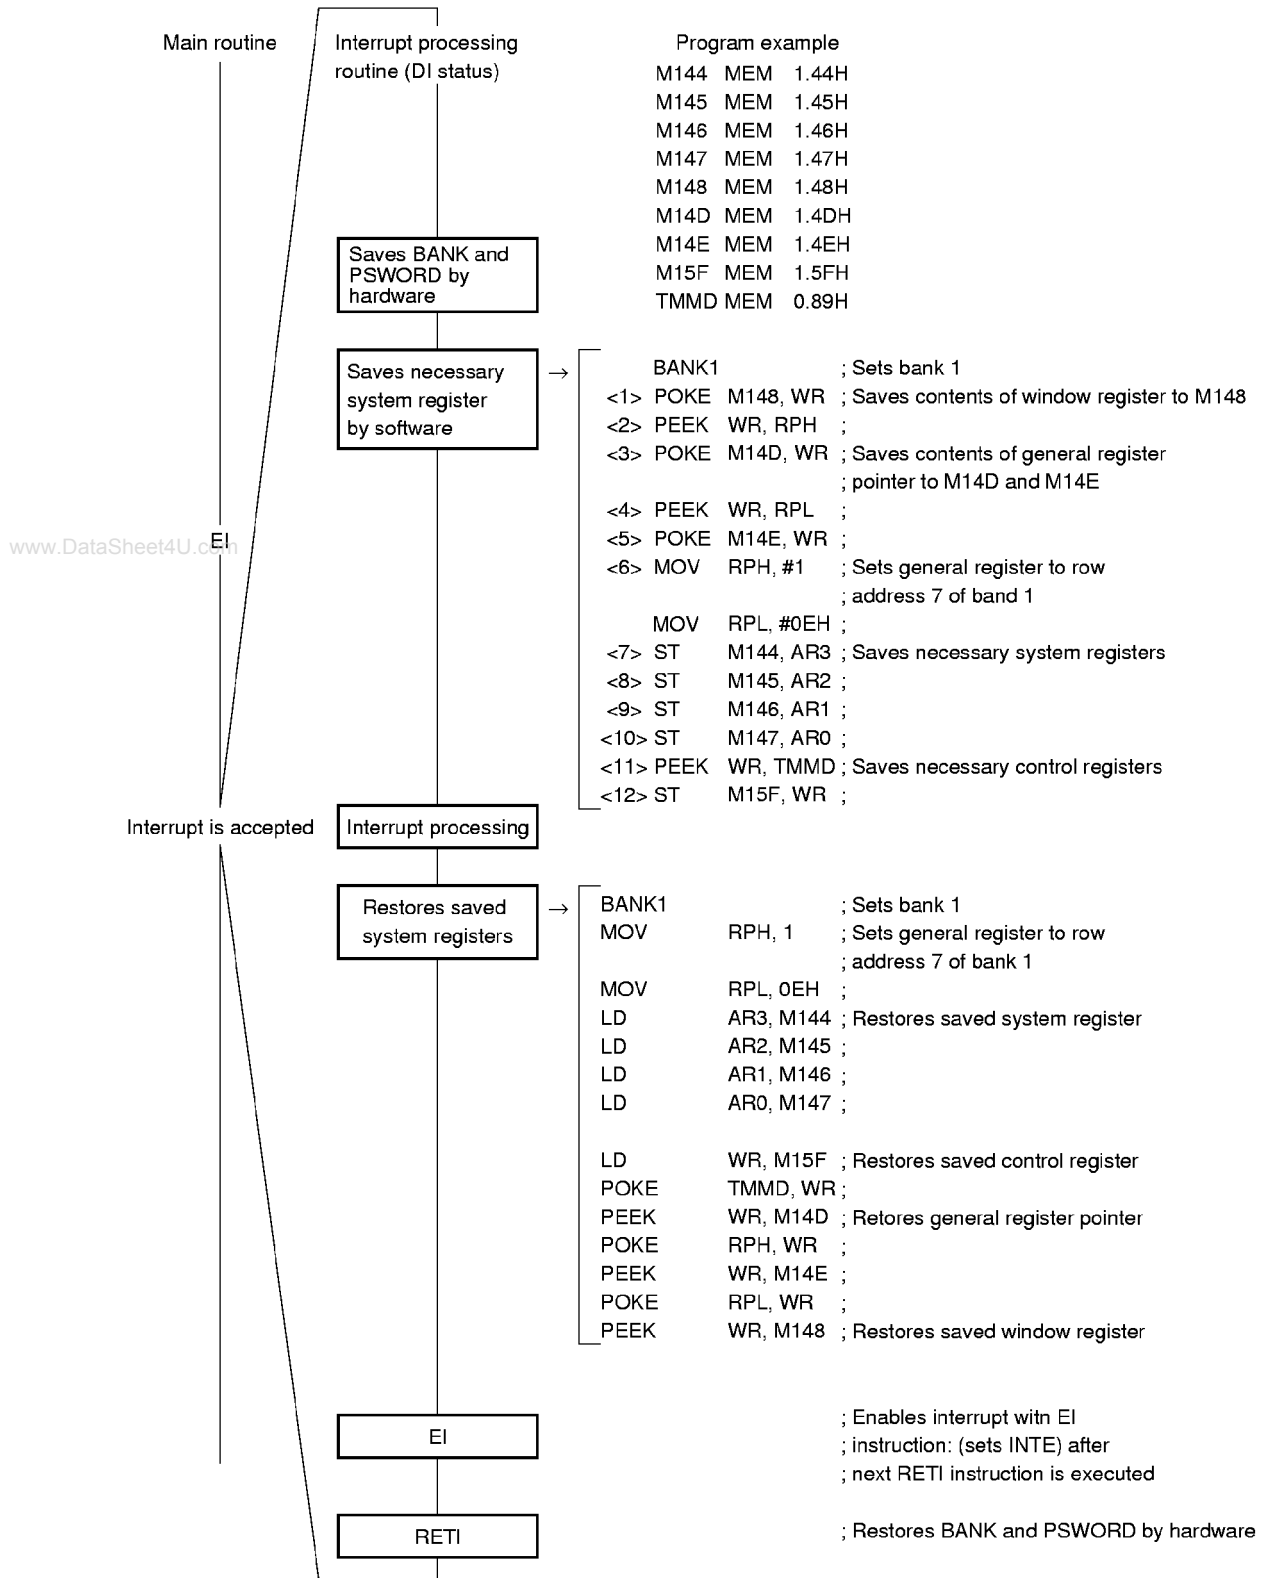 Main routine
Interrupt processing
routine (DI status)
Program example
M144 MEM 1.44H
M145 MEM 1.45H
M146 MEM 1.46H
M147 MEM 1.47H
M148 MEM 1.48H
M14D MEM 1.4DH
M14E MEM 1.4EH
M15F MEM 1.5FH
TMMD MEM 0.89H
Saves BANK and
PSWORD by
hardware
Saves necessary
system register
by software
→
BANK1 ; Sets bank 1
<1> POKE M148, WR ; Saves contents of window register to M148
<2> PEEK WR, RPH ;
<3> POKE M14D, WR ; Saves contents of general register
; pointer to M14D and M14E
<4> PEEK WR, RPL ;
<5> POKE M14E, WR ;
<6> MOV RPH, #1 ; Sets general register to row
; address 7 of band 1
MOV RPL, #0EH ;
<7> ST M144, AR3 ; Saves necessary system registers
<8> ST M145, AR2 ;
<9> ST M146, AR1 ;
<10> ST M147, AR0 ;
<11> PEEK WR, TMMD ; Saves necessary control registers
<12> ST M15F, WR ;
EI
www.DataSheet4U.com
Interrupt is accepted
Interrupt processing
Restores saved
system registers
→
BANK1 ; Sets bank 1
MOV RPH, 1 ; Sets general register to row
; address 7 of bank 1
MOV RPL, 0EH ;
LD AR3, M144 ; Restores saved system register
LD AR2, M145 ;
LD AR1, M146 ;
LD AR0, M147 ;
LD WR, M15F ; Restores saved control register
POKE TMMD, WR ;
PEEK WR, M14D ; Retores general register pointer
POKE RPH, WR ;
PEEK WR, M14E ;
POKE RPL, WR ;
PEEK WR, M148 ; Restores saved window register
EI
; Enables interrupt witn EI
; instruction: (sets INTE) after
; next RETI instruction is executed
RETI
; Restores BANK and PSWORD by hardware